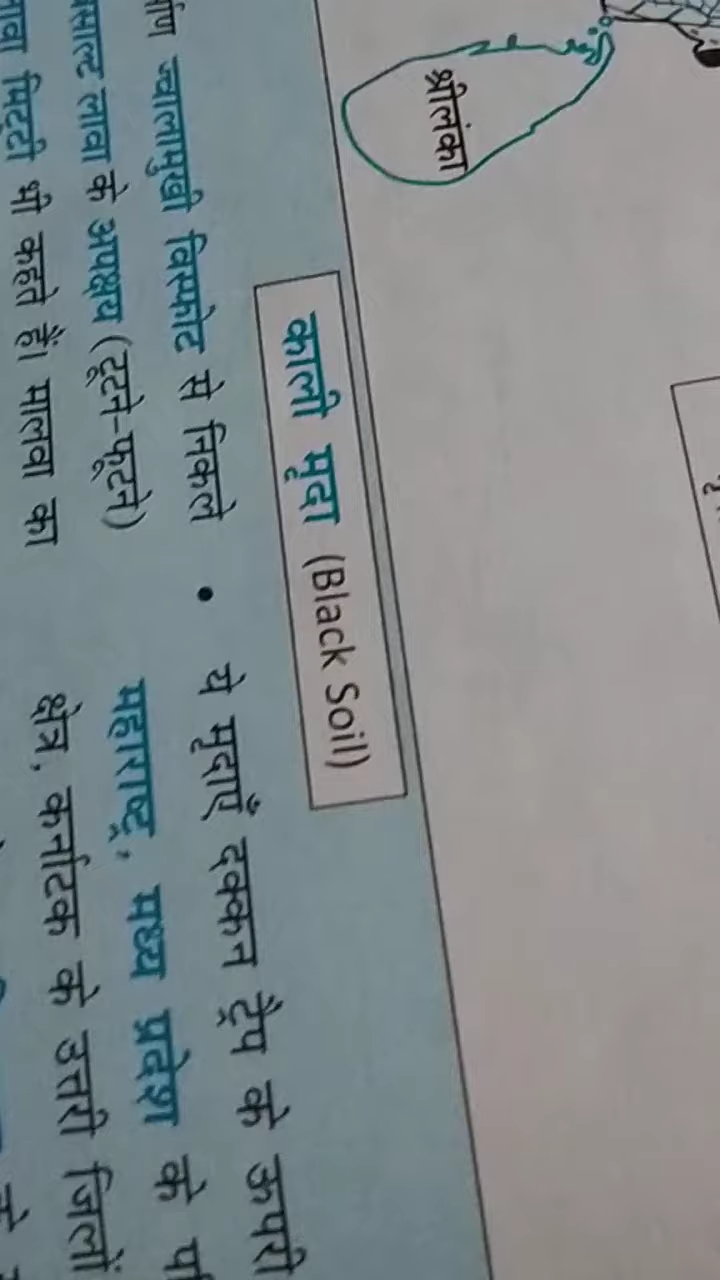 श्रीलंका
काली मृदा (Black Soil)
ज्वालामुखी विस्फोट से निकले
लावा के अपक्षय (टूटने-फूटने)
मिट्टी भी कहते हैं। मालवा का
• ये मृदाएँ दक्कन ट्रैप के ऊपरी
महाराष्ट्र, मध्य प्रदेश के
क्षेत्र, कर्नाटक के उत्तरी जिलों